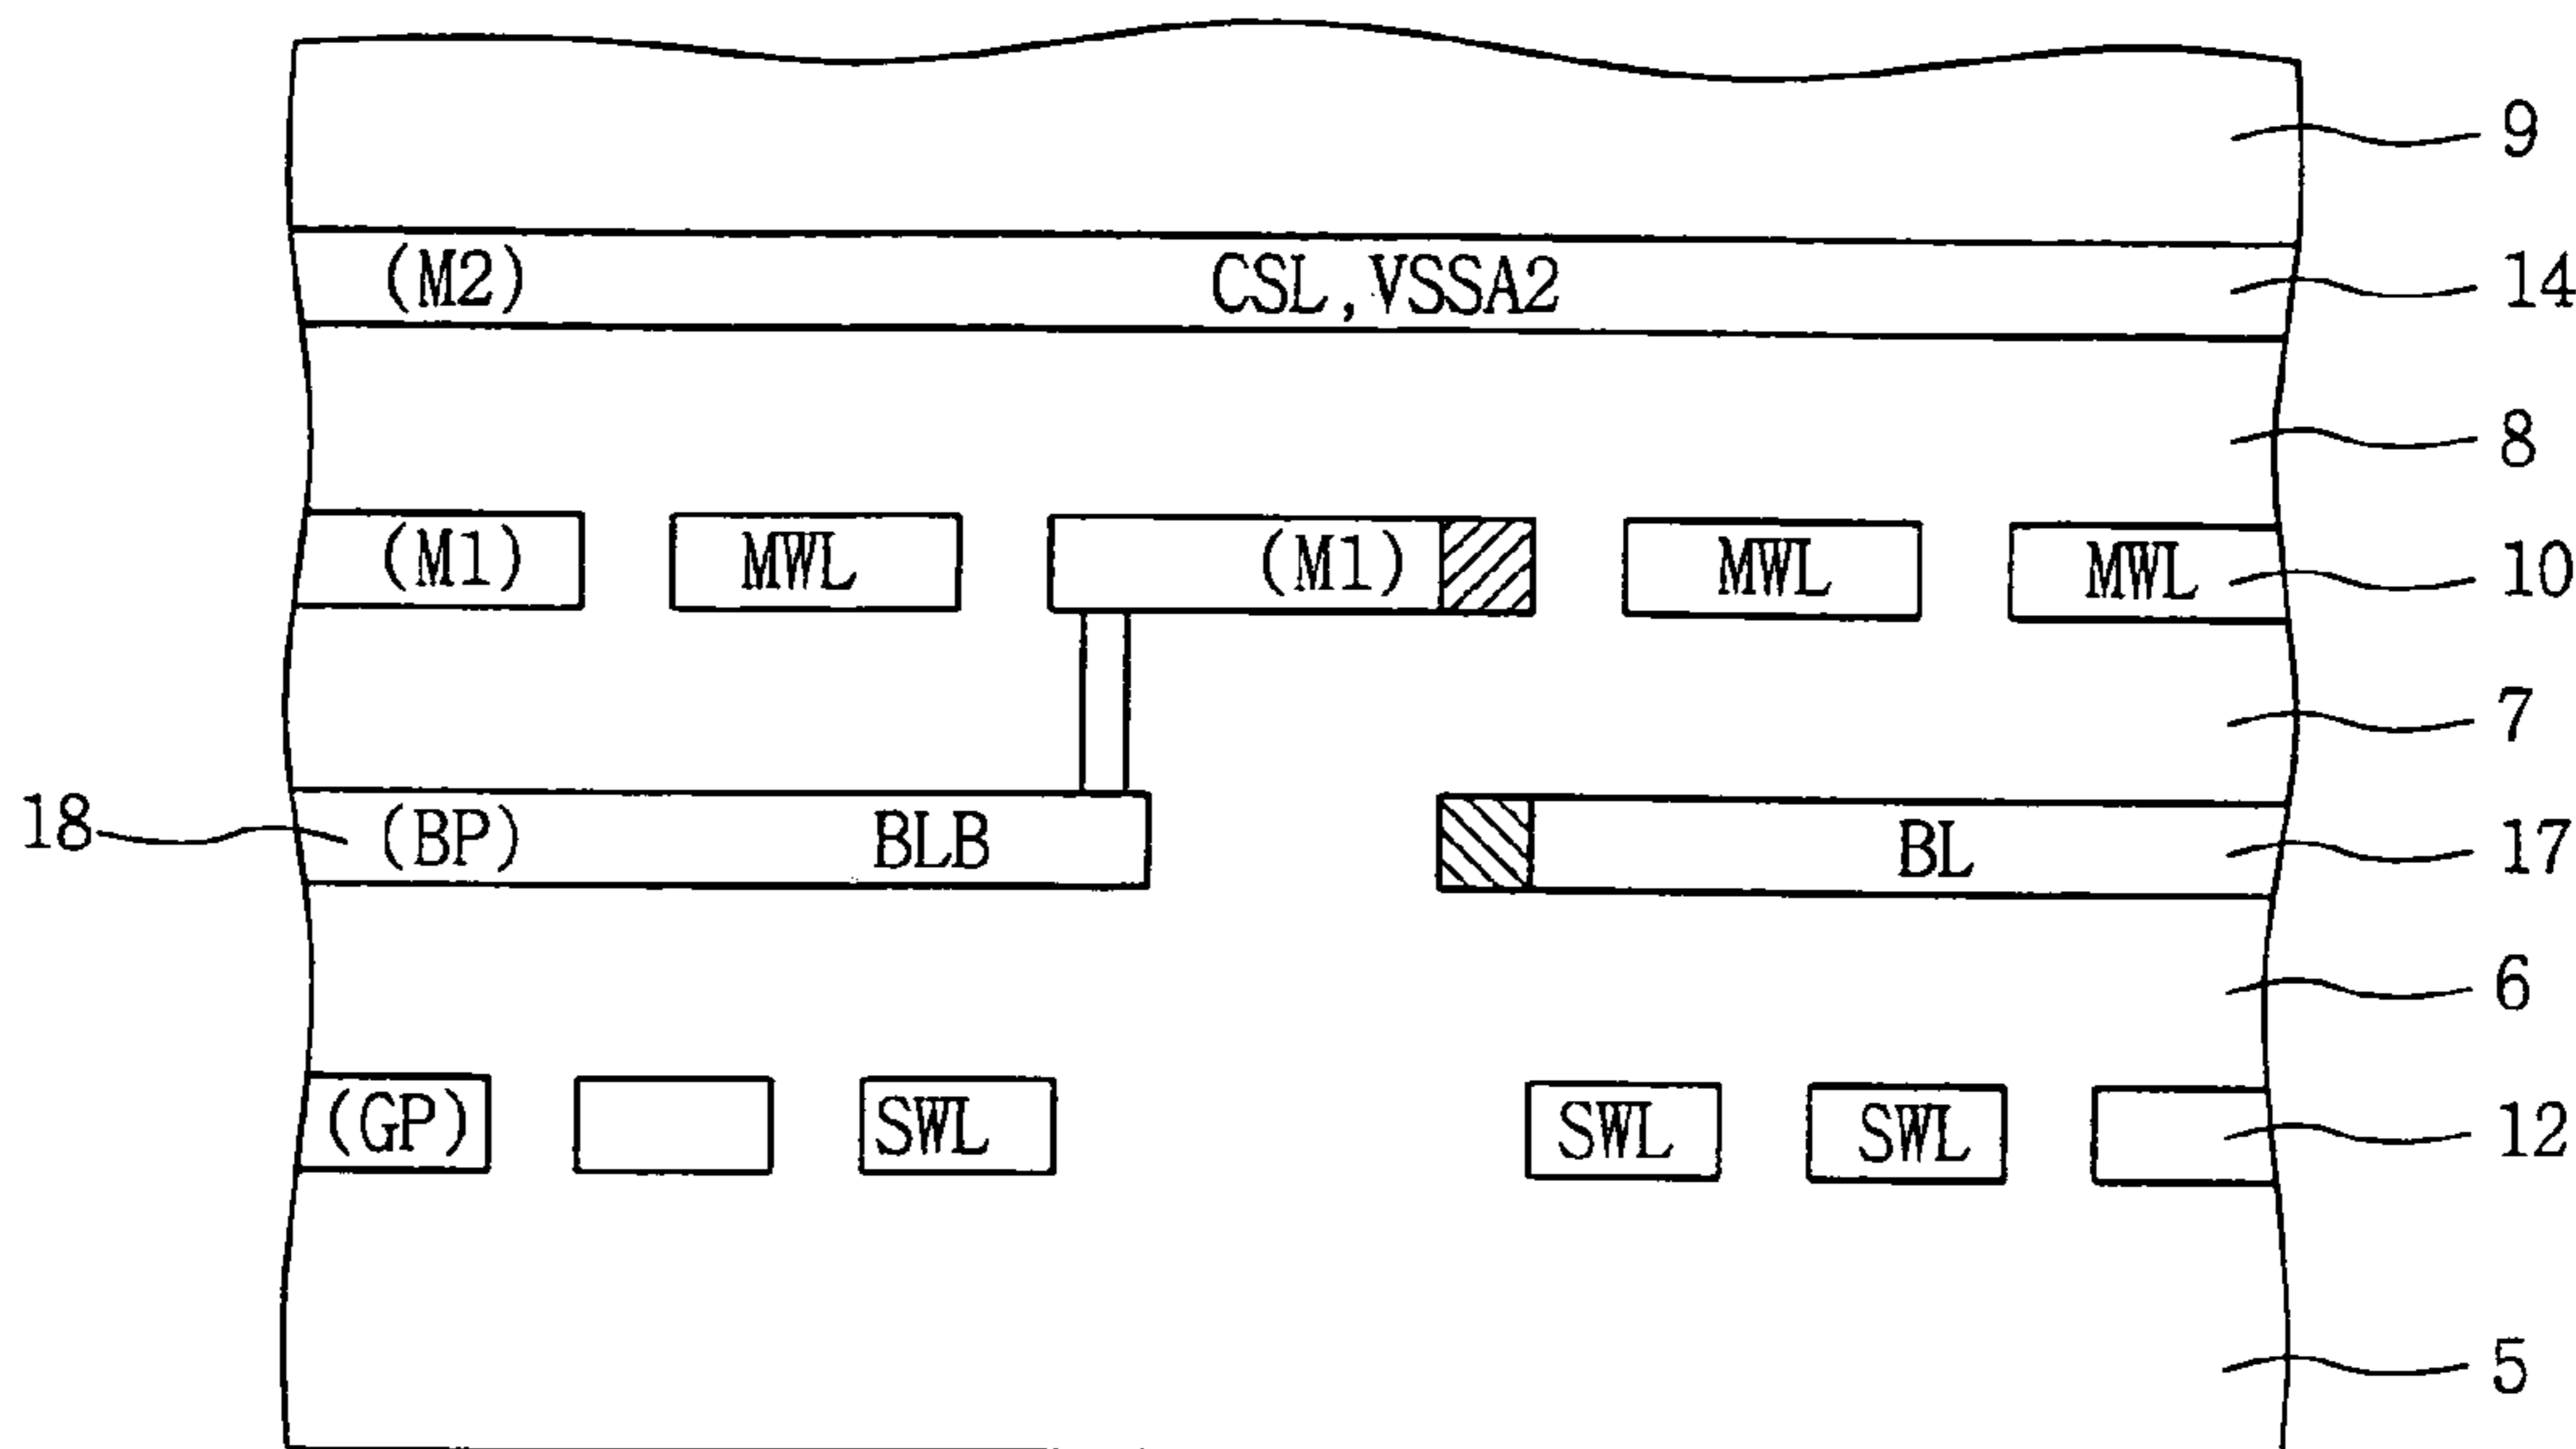 9
(M2) CSL,VSSA2 14
8
(M1) MWL (M1) MWL MWL 10
7
18 (BP) BLB BL 17
6
(GP) SWL SWL SWL 12
5